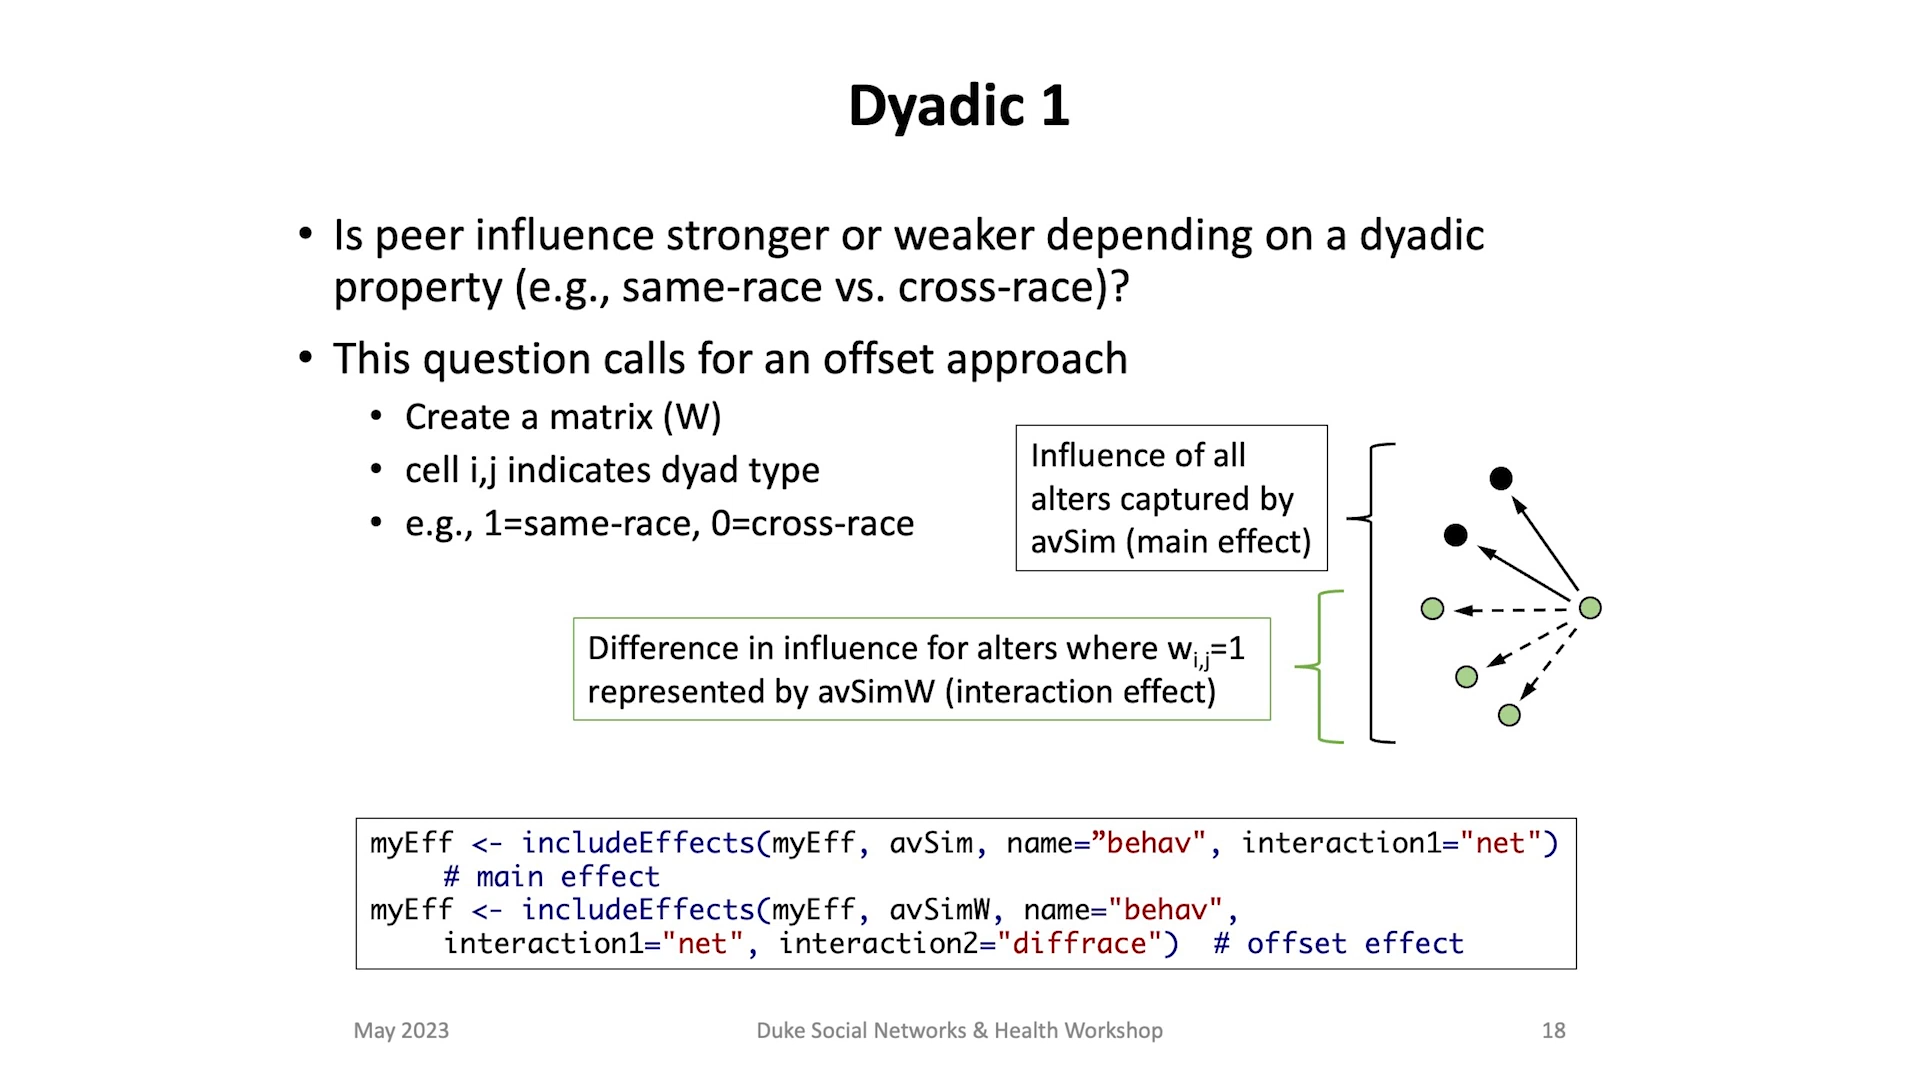 Dyadic 1
• Is peer influence stronger or weaker depending on a dyadic
property (e.g., same-race vs. cross-race)?
• This question calls for an offset approach
• Create a matrix (W)
• cell i,j indicates dyad type
• e.g., 1=same-race, 0=cross-race
Influence of all
alters captured by
avSim (main effect)
Difference in influence for alters where wi,j=1
represented by avSimW (interaction effect)
myEff <- includeEffects(myEff, avSim, name=”behav", interaction1="net")
# main effect
myEff <- includeEffects(myEff, avSimW, name="behav",
interaction1="net", interaction2="diffrace")  # offset effect
May 2023
Duke Social Networks & Health Workshop
18